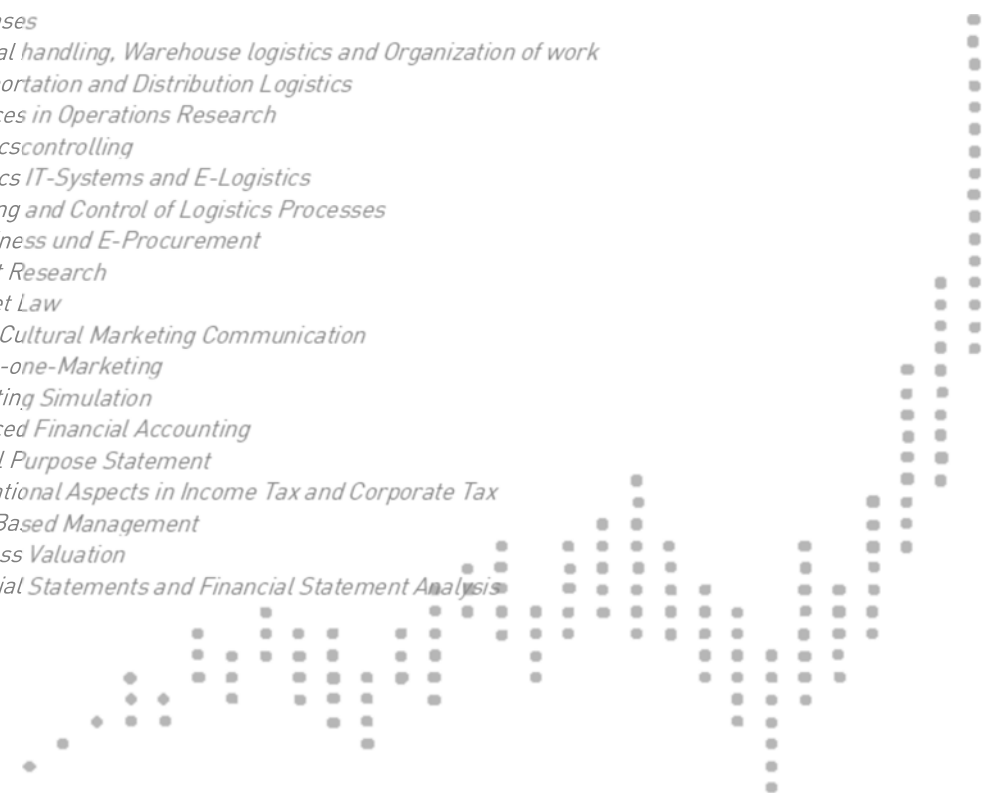 ses
al handling, Warehouse logistics and Organization of work
ortation and Distribution Logistics
ces in Operations Research
cscontrolling
cs IT-Systems and E-Logistics
ng and Control of Logistics Processes
ness und E-Procurement
t Research
et Law
Cultural Marketing Communication
-one-Marketing
ting Simulation
ced Financial Accounting
l Purpose Statement
ational Aspects in Income Tax and Corporate Tax
Based Management
ss Valuation
ial Statements and Financial Statement Analysis